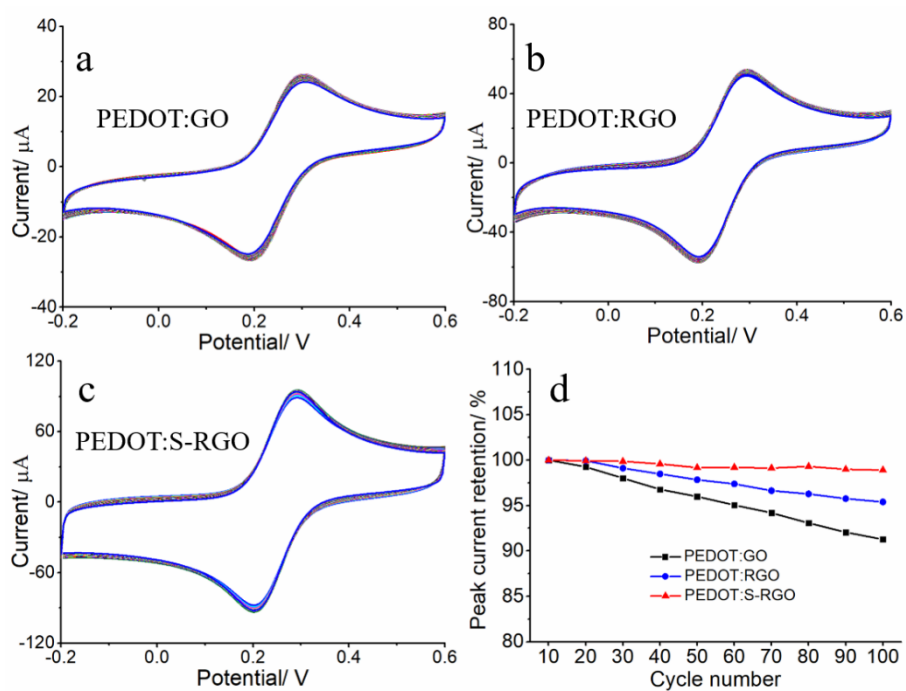 a
PEDOT:GO
40
20
0
-20
-40
-0.2 0.0 0.2 0.4 0.6
Current/ μA
Potential/ V
b
PEDOT:RGO
80
40
0
-40
-80
-0.2 0.0 0.2 0.4 0.6
Current/ μA
Potential/ V
c
PEDOT:S-RGO
120
60
0
-60
-120
-0.2 0.0 0.2 0.4 0.6
Current/ μA
Potential/ V
d
110
105
100
95
90
85
80
Peak current retention/ %
PEDOT:GO
PEDOT:RGO
PEDOT:S-RGO
10 20 30 40 50 60 70 80 90 100
Cycle number